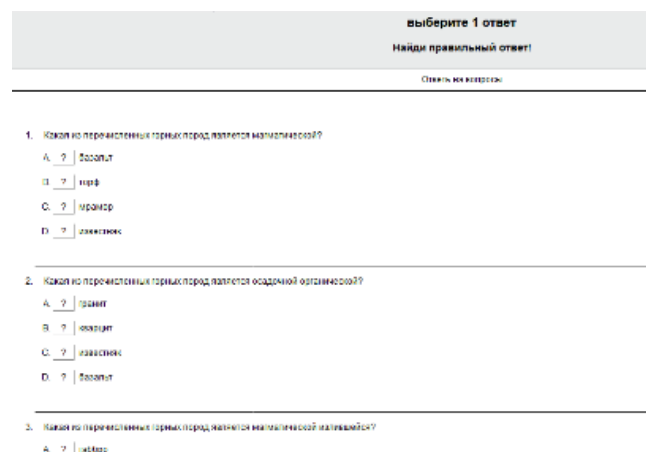 выберите 1 ответ
Найди правильный ответ!
Ответь на вопросы
1. Какая из перечисленных горных пород является магматической?
A. ? базальт
B. ? торф
C. ? мрамор
D. ? известняк
2. Какая из перечисленных горных пород является осадочной органической?
A. ? гранит
B. ? кварцит
C. ? известняк
D. ? базальт
3. Какая из перечисленных горных пород является магматической излившейся?
A. ? габбро